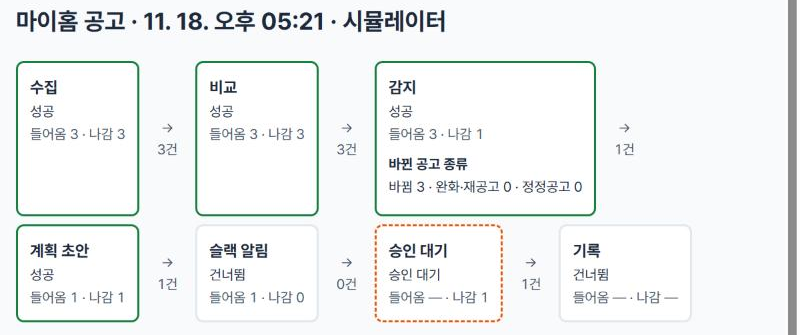 마이홈 공고 · 11. 18. 오후 05:21 · 시뮬레이터
수집
성공
들어옴 3 · 나감 3
→
3건
비교
성공
들어옴 3 · 나감 3
→
3건
감지
성공
들어옴 3 · 나감 1
바뀐 공고 종류
바뀜 3 · 완화·재공고 0 · 정정공고 0
→
1건
계획 초안
성공
들어옴 1 · 나감 1
→
1건
슬랙 알림
건너뜀
들어옴 1 · 나감 0
→
0건
승인 대기
승인 대기
들어옴 — · 나감 1
→
1건
기록
건너뜀
들어옴 — · 나감 —